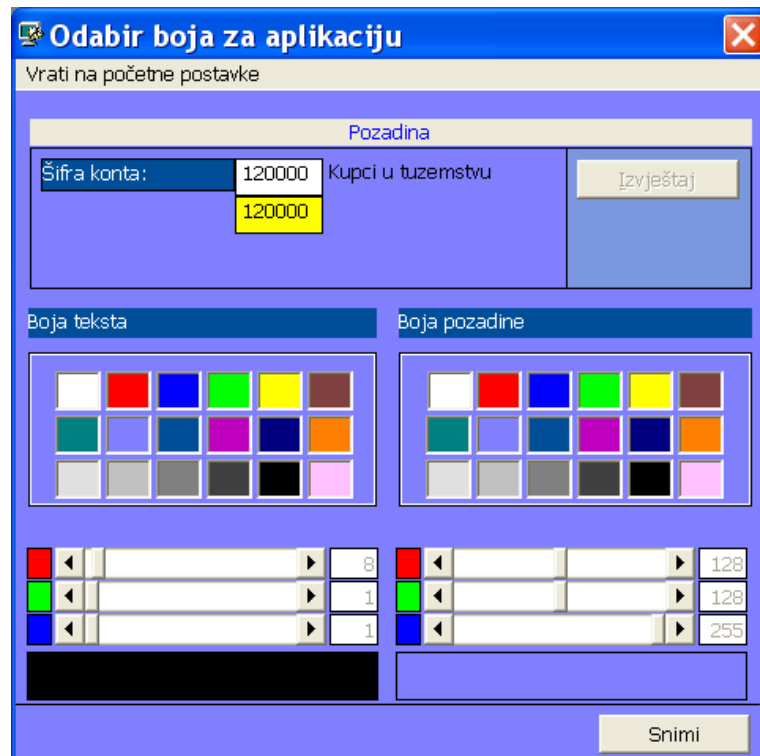 Odabir boja za aplikaciju
Vrati na početne postavke
Pozadina
Šifra konta: 120000 Kupci u tuzemstvu Izvještaj
120000
Boja teksta Boja pozadine
8 128
1 128
1 255
Snimi